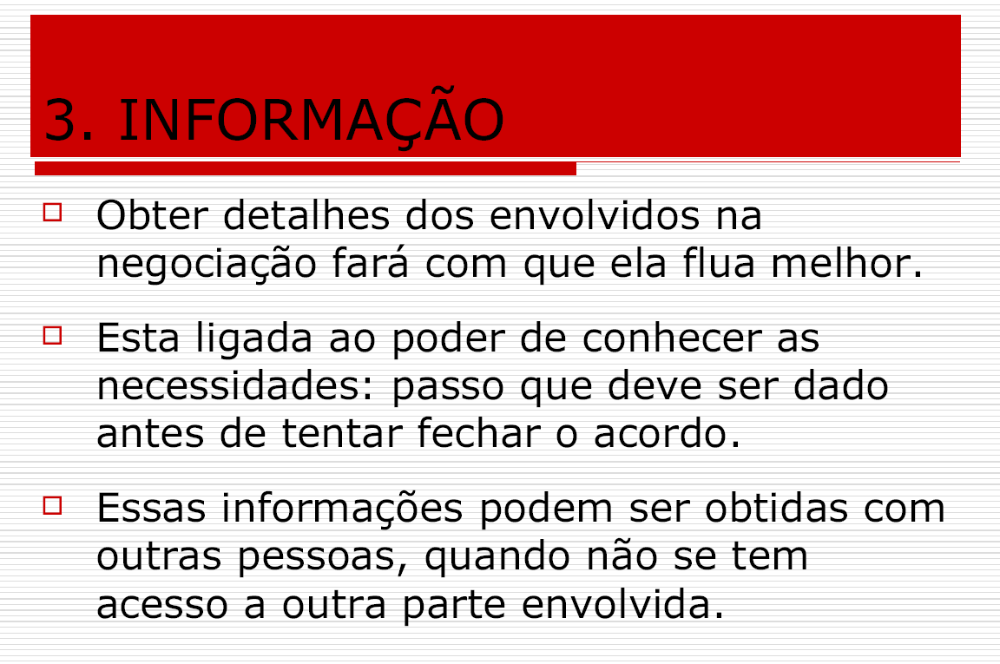 3. INFORMAÇÃO
Obter detalhes dos envolvidos na
negociação fará com que ela flua melhor.
Esta ligada ao poder de conhecer as
necessidades: passo que deve ser dado
antes de tentar fechar o acordo.
Essas informações podem ser obtidas com
outras pessoas, quando não se tem
acesso a outra parte envolvida.